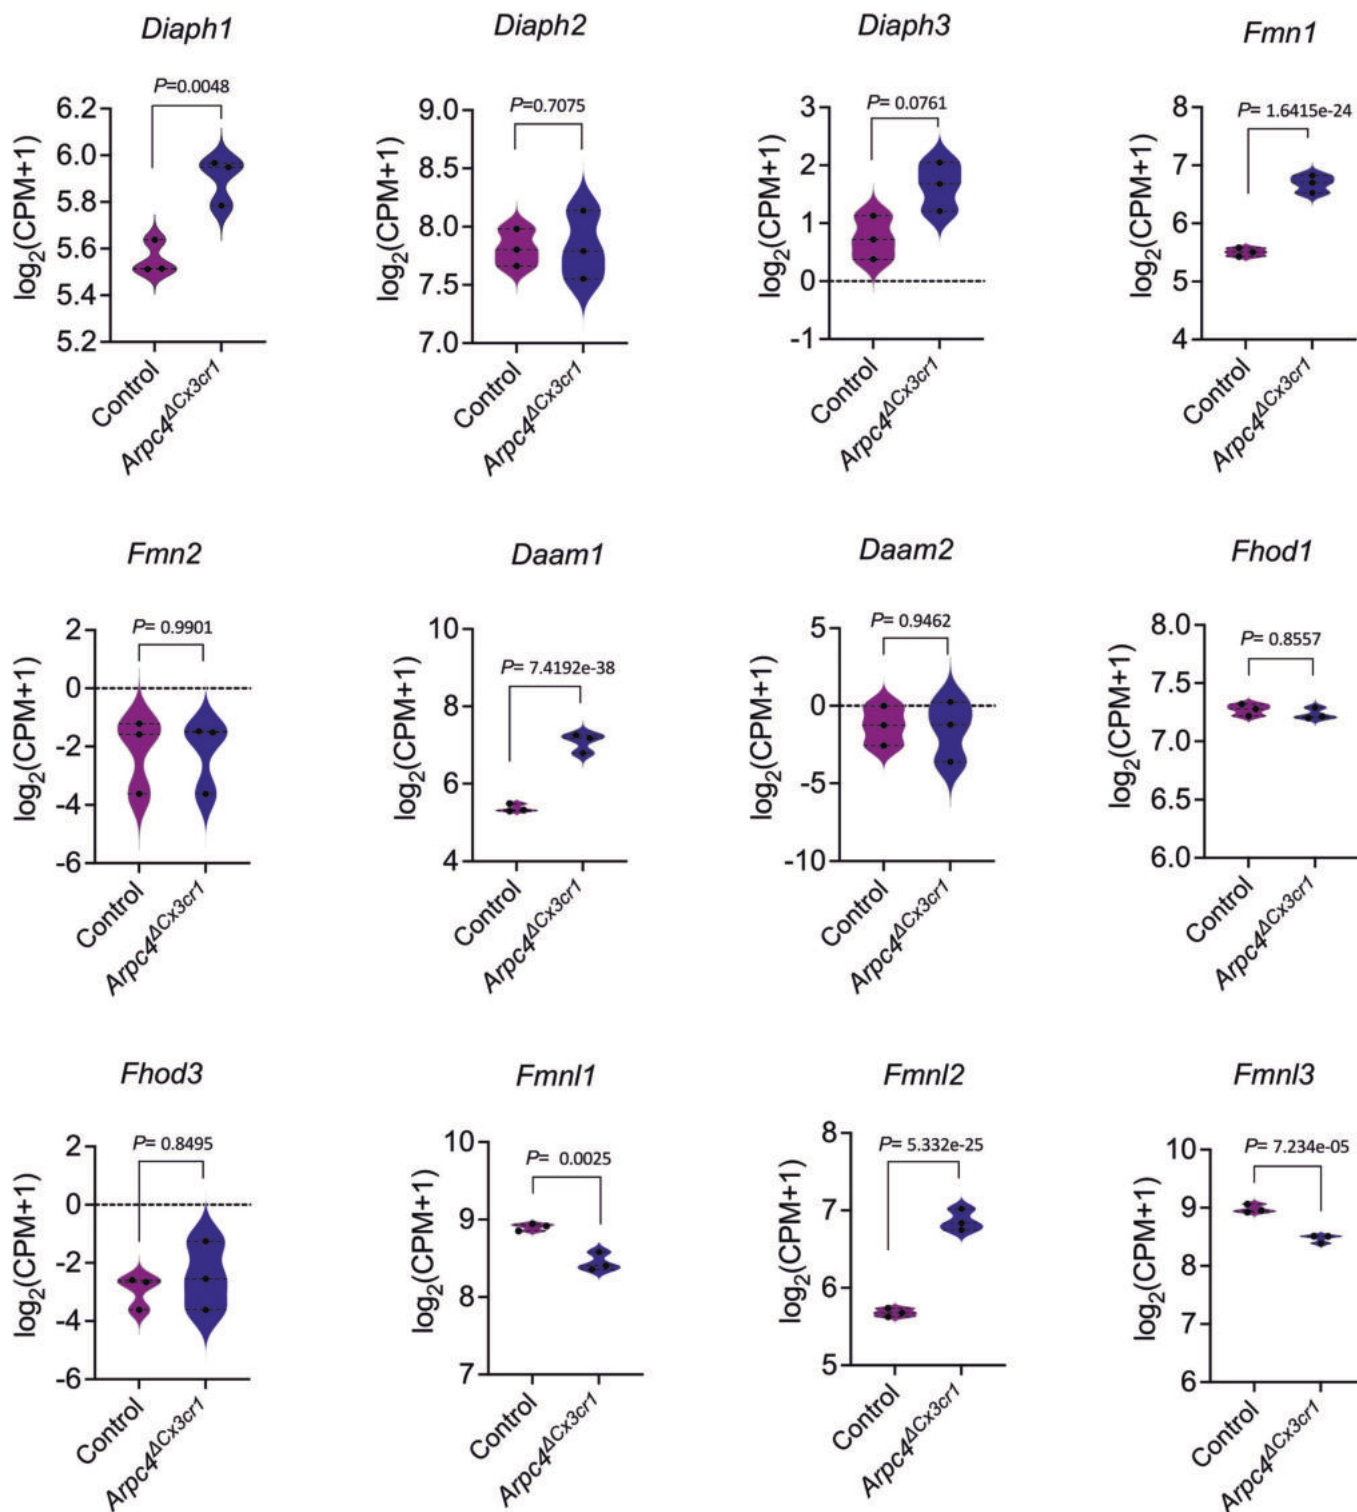 Diaph1
P=0.0048
log2(CPM+1)
6.2
6.0
5.8
5.6
5.4
5.2
Control
Arpc4ΔCx3cr1
Diaph2
P=0.7075
log2(CPM+1)
9.0
8.5
8.0
7.5
7.0
Control
Arpc4ΔCx3cr1
Diaph3
P= 0.0761
log2(CPM+1)
3
2
1
0
-1
Control
Arpc4ΔCx3cr1
Fmn1
P= 1.6415e-24
log2(CPM+1)
8
7
6
5
4
Control
Arpc4ΔCx3cr1
Fmn2
P= 0.9901
log2(CPM+1)
2
0
-2
-4
-6
Control
Arpc4ΔCx3cr1
Daam1
P= 7.4192e-38
log2(CPM+1)
10
8
6
4
Control
Arpc4ΔCx3cr1
Daam2
P= 0.9462
log2(CPM+1)
5
0
-5
-10
Control
Arpc4ΔCx3cr1
Fhod1
P= 0.8557
log2(CPM+1)
8.0
7.5
7.0
6.5
6.0
Control
Arpc4ΔCx3cr1
Fhod3
P= 0.8495
log2(CPM+1)
2
0
-2
-4
-6
Control
Arpc4ΔCx3cr1
Fmnl1
P= 0.0025
log2(CPM+1)
10
9
8
7
Control
Arpc4ΔCx3cr1
Fmnl2
P= 5.332e-25
log2(CPM+1)
8
7
6
5
Control
Arpc4ΔCx3cr1
Fmnl3
P= 7.234e-05
log2(CPM+1)
10
9
8
7
6
Control
Arpc4ΔCx3cr1